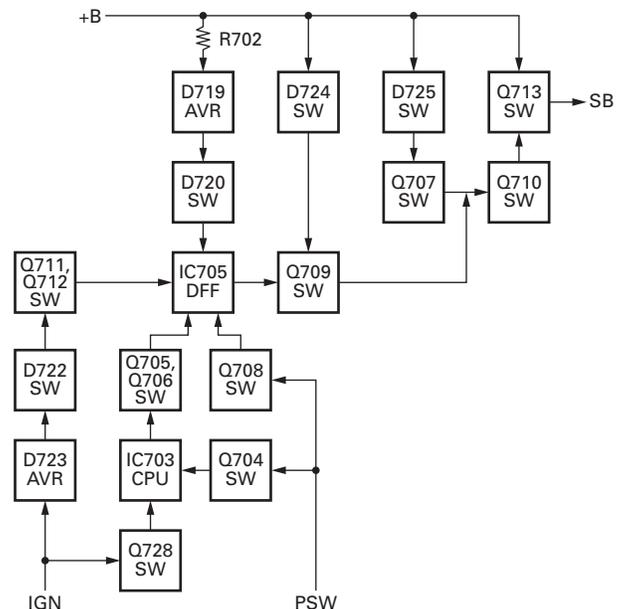 +B
R702
D719
AVR
D724
SW
D725
SW
Q713
SW
SB
D720
SW
Q707
SW
Q710
SW
Q711,
Q712
SW
IC705
DFF
Q709
SW
D722
SW
Q705,
Q706
SW
Q708
SW
D723
AVR
IC703
CPU
Q704
SW
Q728
SW
IGN
PSW